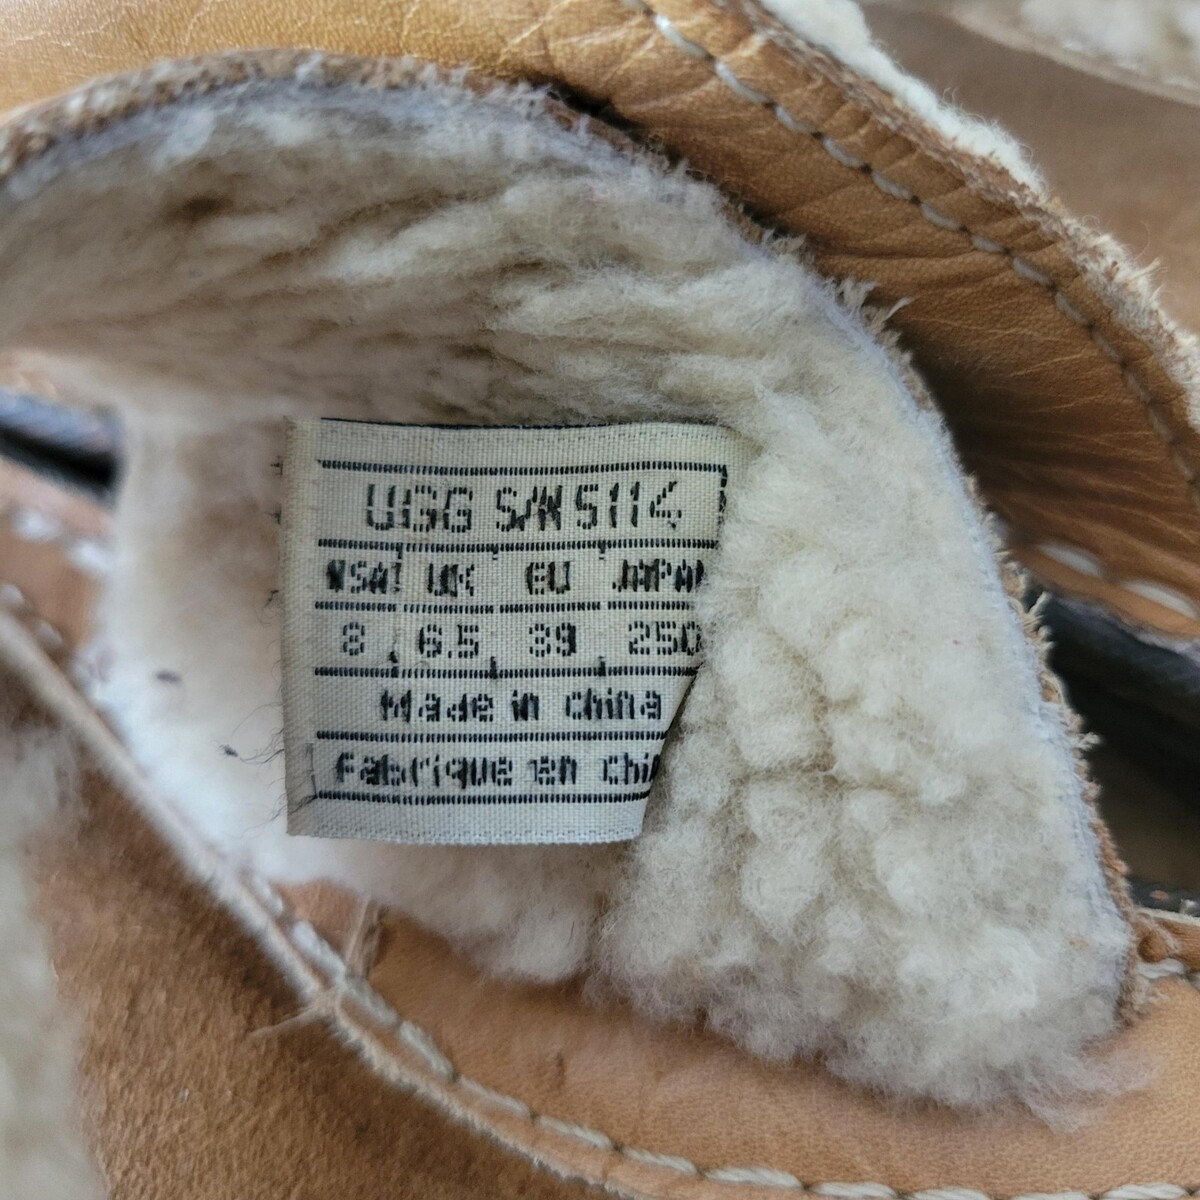 UGG S/N 5114
USA UK EU JAPAN
8 6.5 39 250
Made in china
Fabrique en Chi